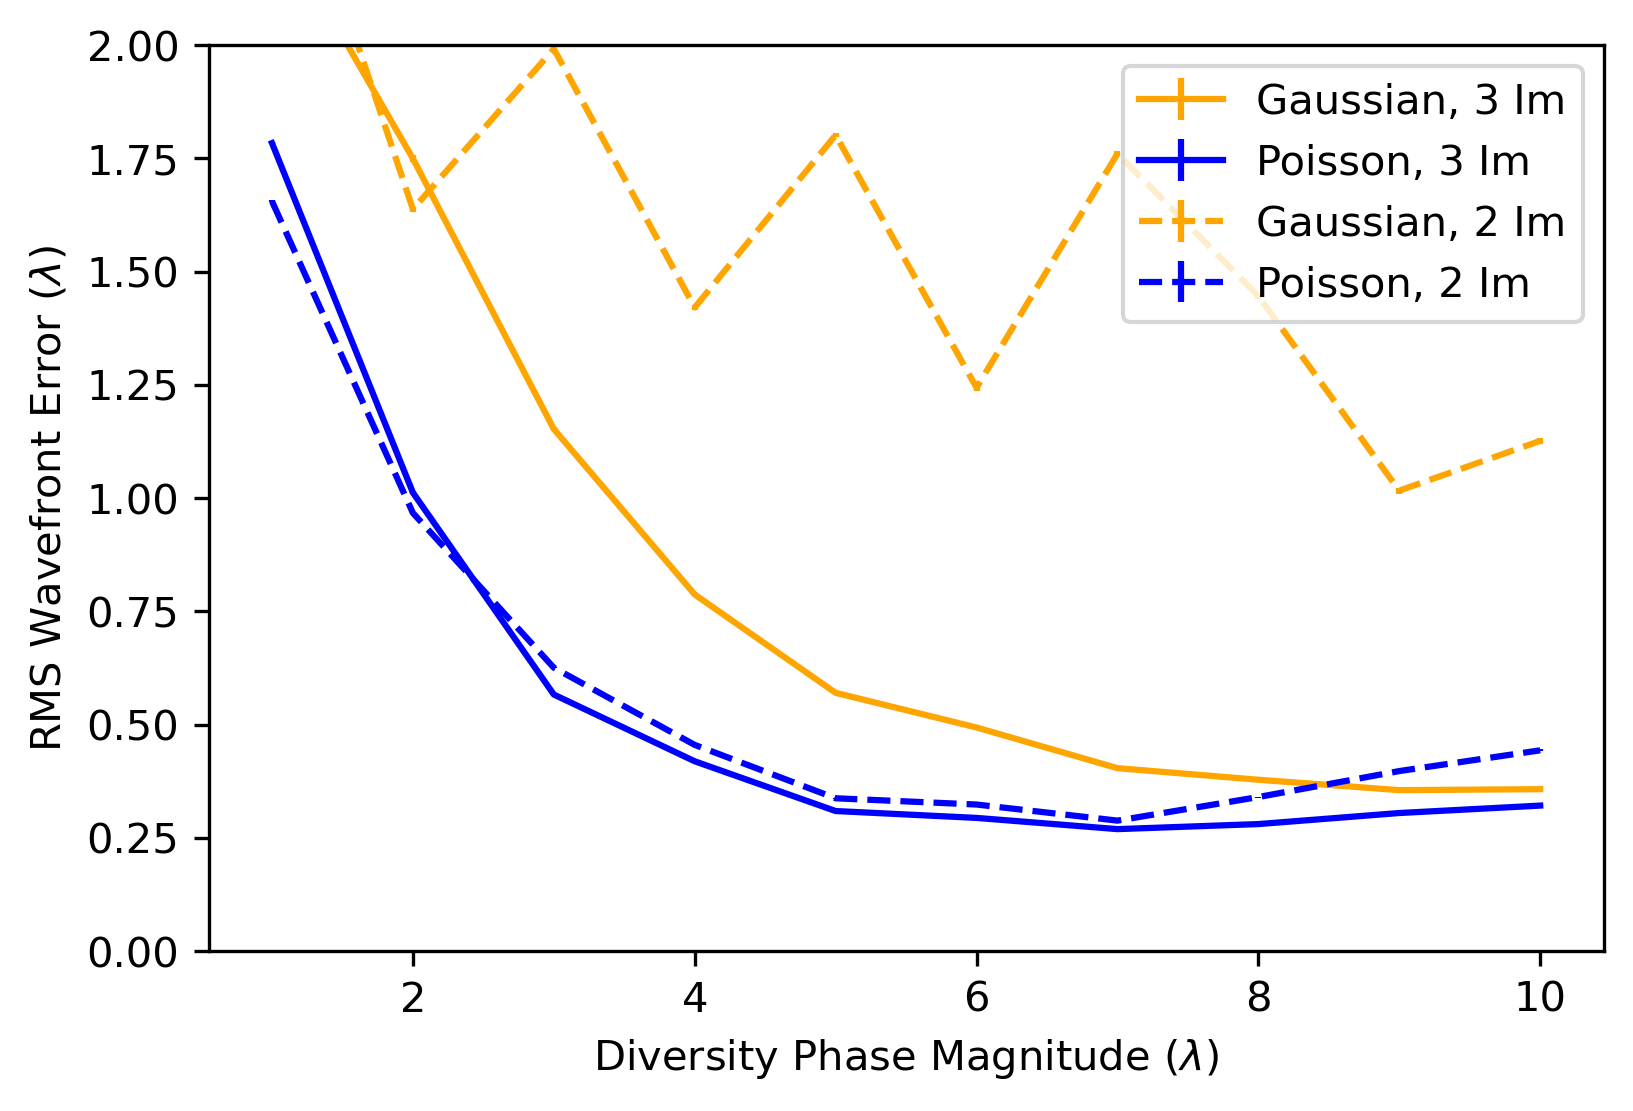 2.00
1.75
1.50
1.25
1.00
0.75
0.50
0.25
0.00
RMS Wavefront Error (λ)
Gaussian, 3 Im
Poisson, 3 Im
Gaussian, 2 Im
Poisson, 2 Im
2 4 6 8 10
Diversity Phase Magnitude (λ)